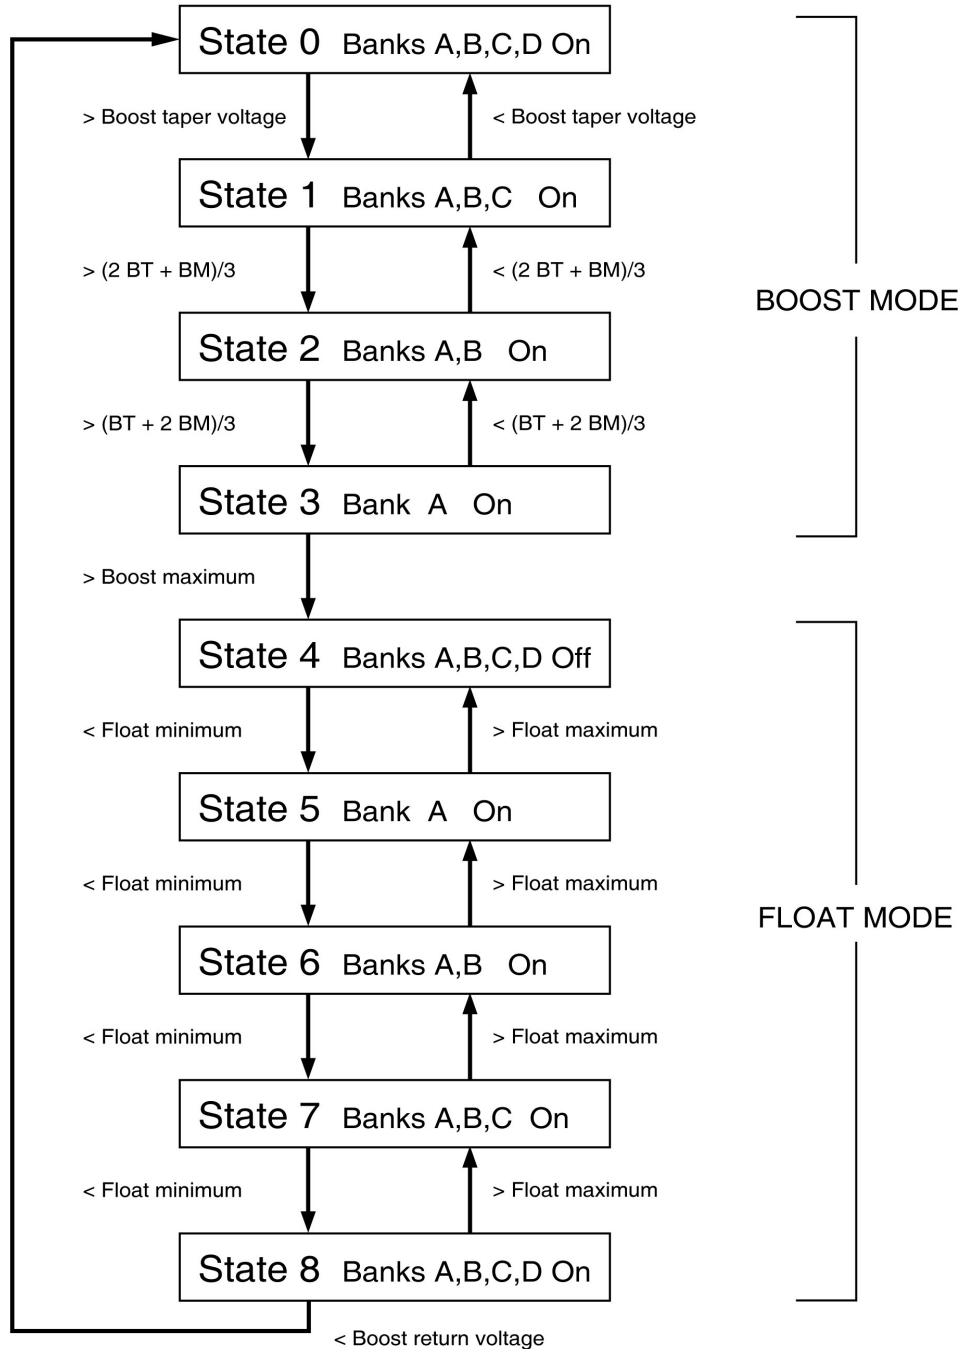 State 0 Banks A,B,C,D On
> Boost taper voltage < Boost taper voltage
State 1 Banks A,B,C On
> (2 BT + BM)/3 < (2 BT + BM)/3
BOOST MODE
State 2 Banks A,B On
> (BT + 2 BM)/3 < (BT + 2 BM)/3
State 3 Bank A On
> Boost maximum
State 4 Banks A,B,C,D Off
< Float minimum > Float maximum
State 5 Bank A On
< Float minimum > Float maximum
FLOAT MODE
State 6 Banks A,B On
< Float minimum > Float maximum
State 7 Banks A,B,C On
< Float minimum > Float maximum
State 8 Banks A,B,C,D On
< Boost return voltage